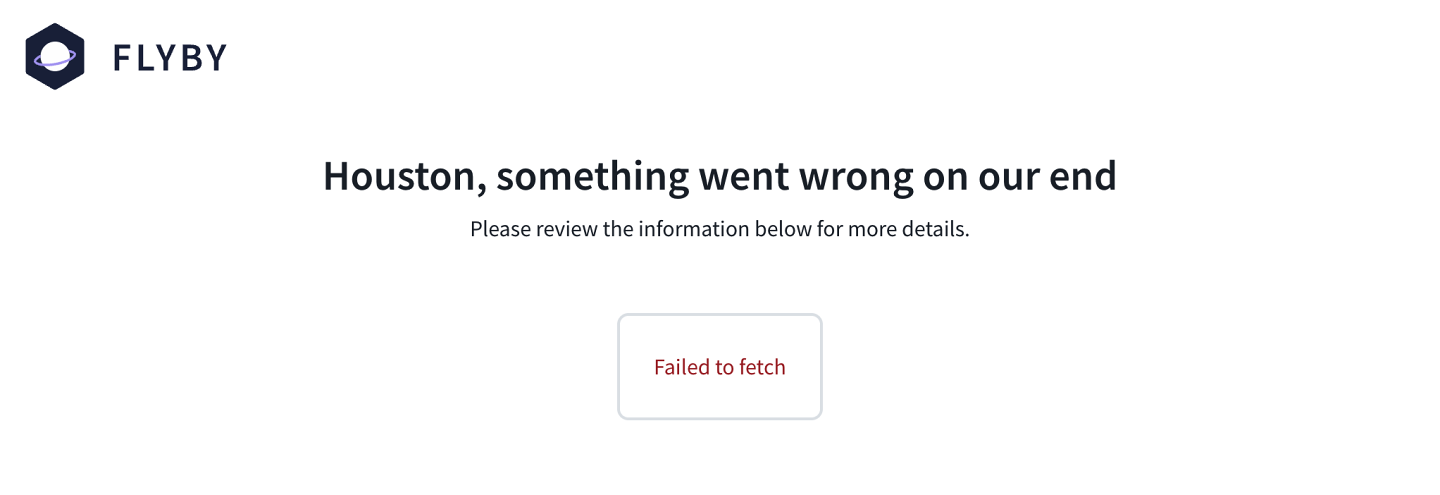 FLYBY
Houston, something went wrong on our end
Please review the information below for more details.
Failed to fetch